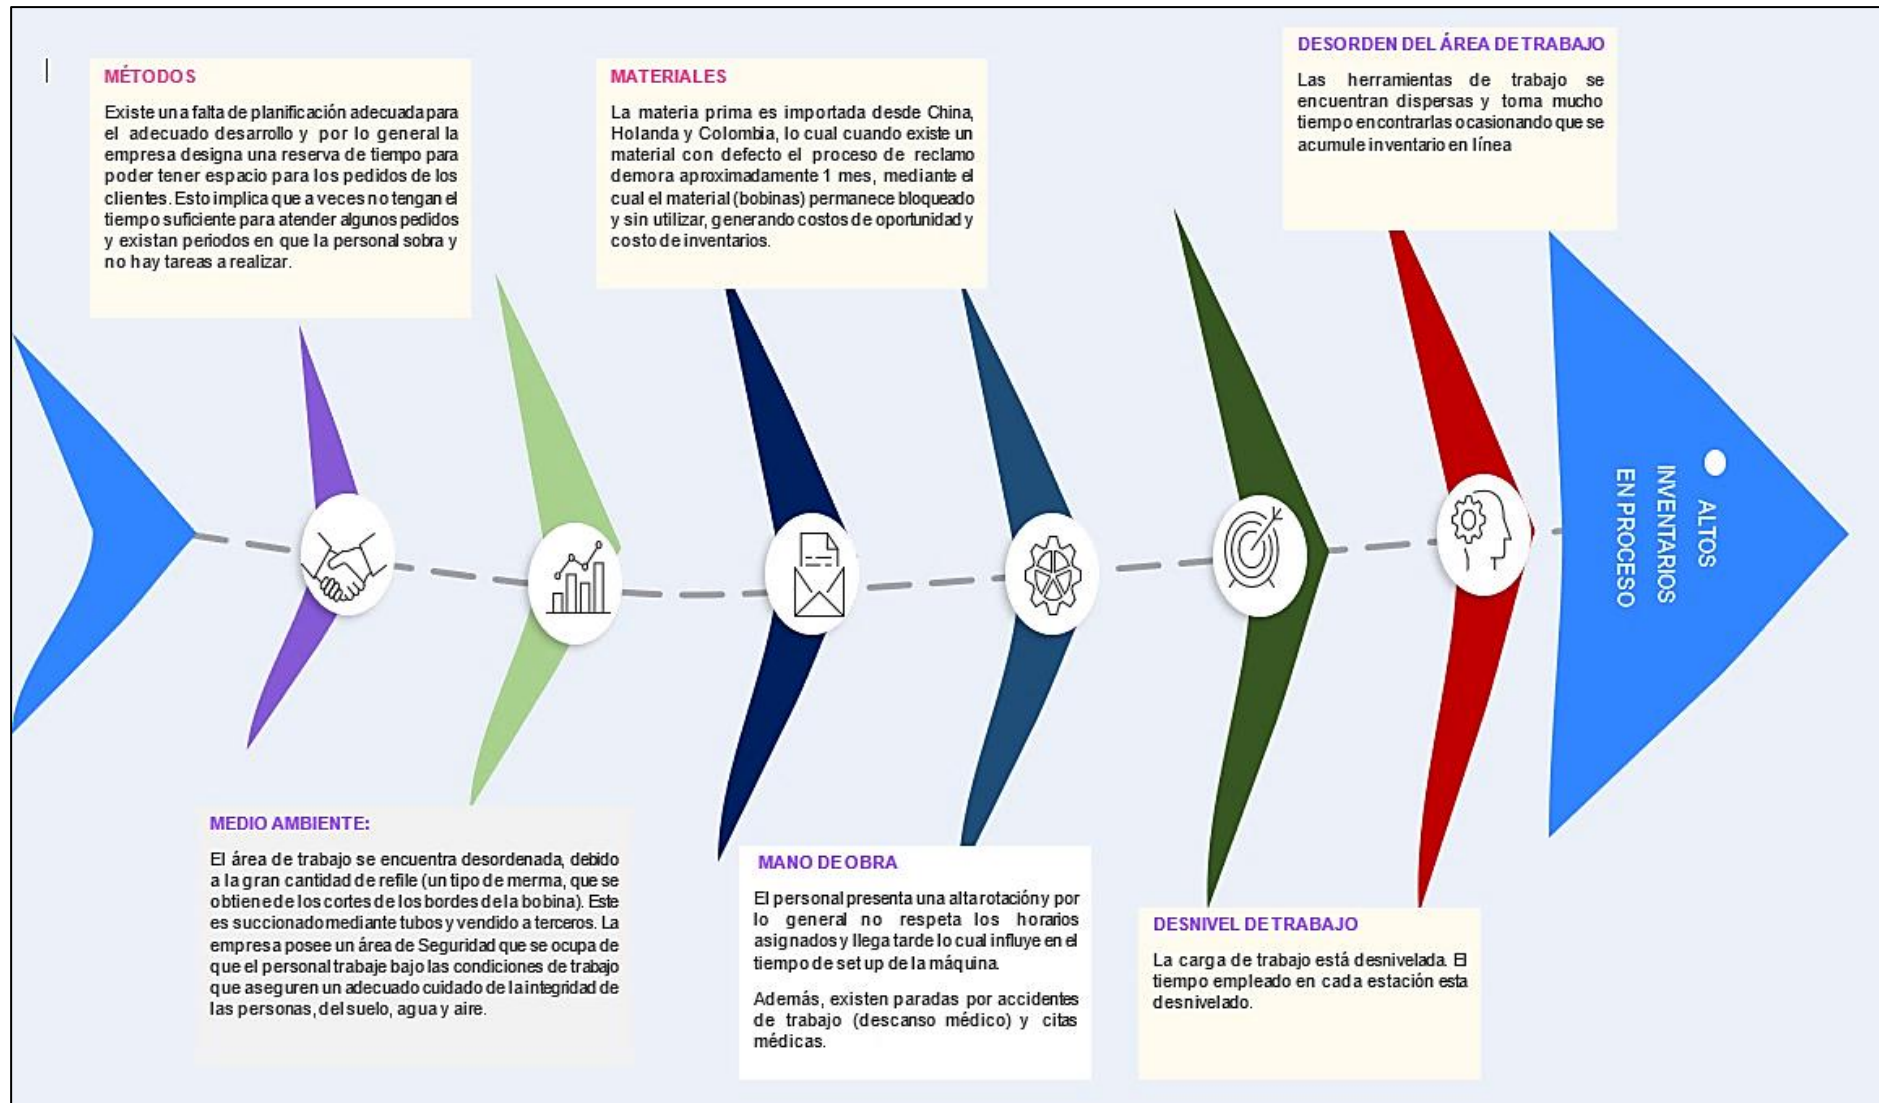 MÉTODOS
Existe una falta de planificación adecuada para
el adecuado desarrollo y por lo general la
empresa designa una reserva de tiempo para
poder tener espacio para los pedidos de los
clientes. Esto implica que a veces no tengan el
tiempo suficiente para atender algunos pedidos
y existan periodos en que la personal sobra y
no hay tareas a realizar.
MATERIALES
La materia prima es importada desde China,
Holanda y Colombia, lo cual cuando existe un
material con defecto el proceso de reclamo
demora aproximadamente 1 mes, mediante el
cual el material (bobinas) permanece bloqueado
y sin utilizar, generando costos de oportunidad y
costo de inventarios.
DESORDEN DEL ÁREA DE TRABAJO
Las herramientas de trabajo se
encuentran dispersas y toma mucho
tiempo encontrarlas ocasionando que se
acumule inventario en línea
ALTOS
INVENTARIOS
EN PROCESO
MEDIO AMBIENTE:
El área de trabajo se encuentra desordenada, debido
a la gran cantidad de refile (un tipo de merma, que se
obtiene de los cortes de los bordes de la bobina). Este
es succionado mediante tubos y vendido a terceros. La
empresa posee un área de Seguridad que se ocupa de
que el personal trabaje bajo las condiciones de trabajo
que aseguren un adecuado cuidado de la integridad de
las personas, del suelo, agua y aire.
MANO DE OBRA
El personal presenta una alta rotación y por
lo general no respeta los horarios
asignados y llega tarde lo cual influye en el
tiempo de set up de la máquina.
Además, existen paradas por accidentes
de trabajo (descanso médico) y citas
médicas.
DESNIVEL DE TRABAJO
La carga de trabajo está desnivelada. El
tiempo empleado en cada estación esta
desnivelado.